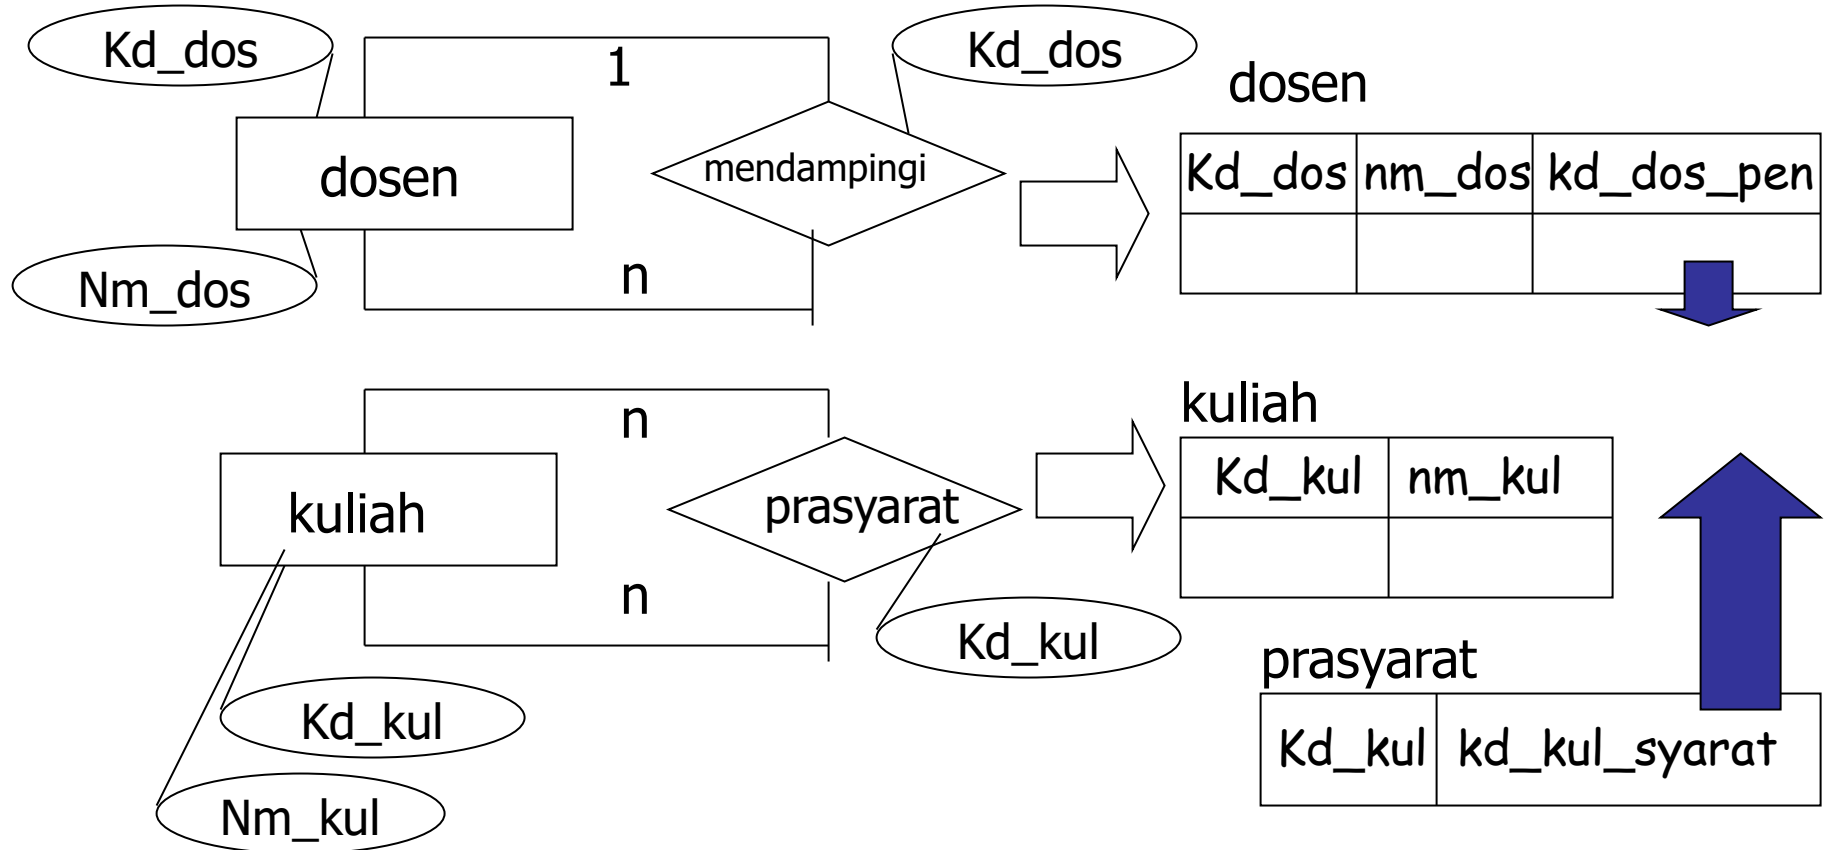 Kd_dos
1
Kd_dos
dosen
dosen
mendampingi
Kd_dos nm_dos kd_dos_pen
Nm_dos
n
kuliah
n
Kd_kul nm_kul
kuliah
prasyarat
n
Kd_kul
prasyarat
Kd_kul
Kd_kul kd_kul_syarat
Nm_kul